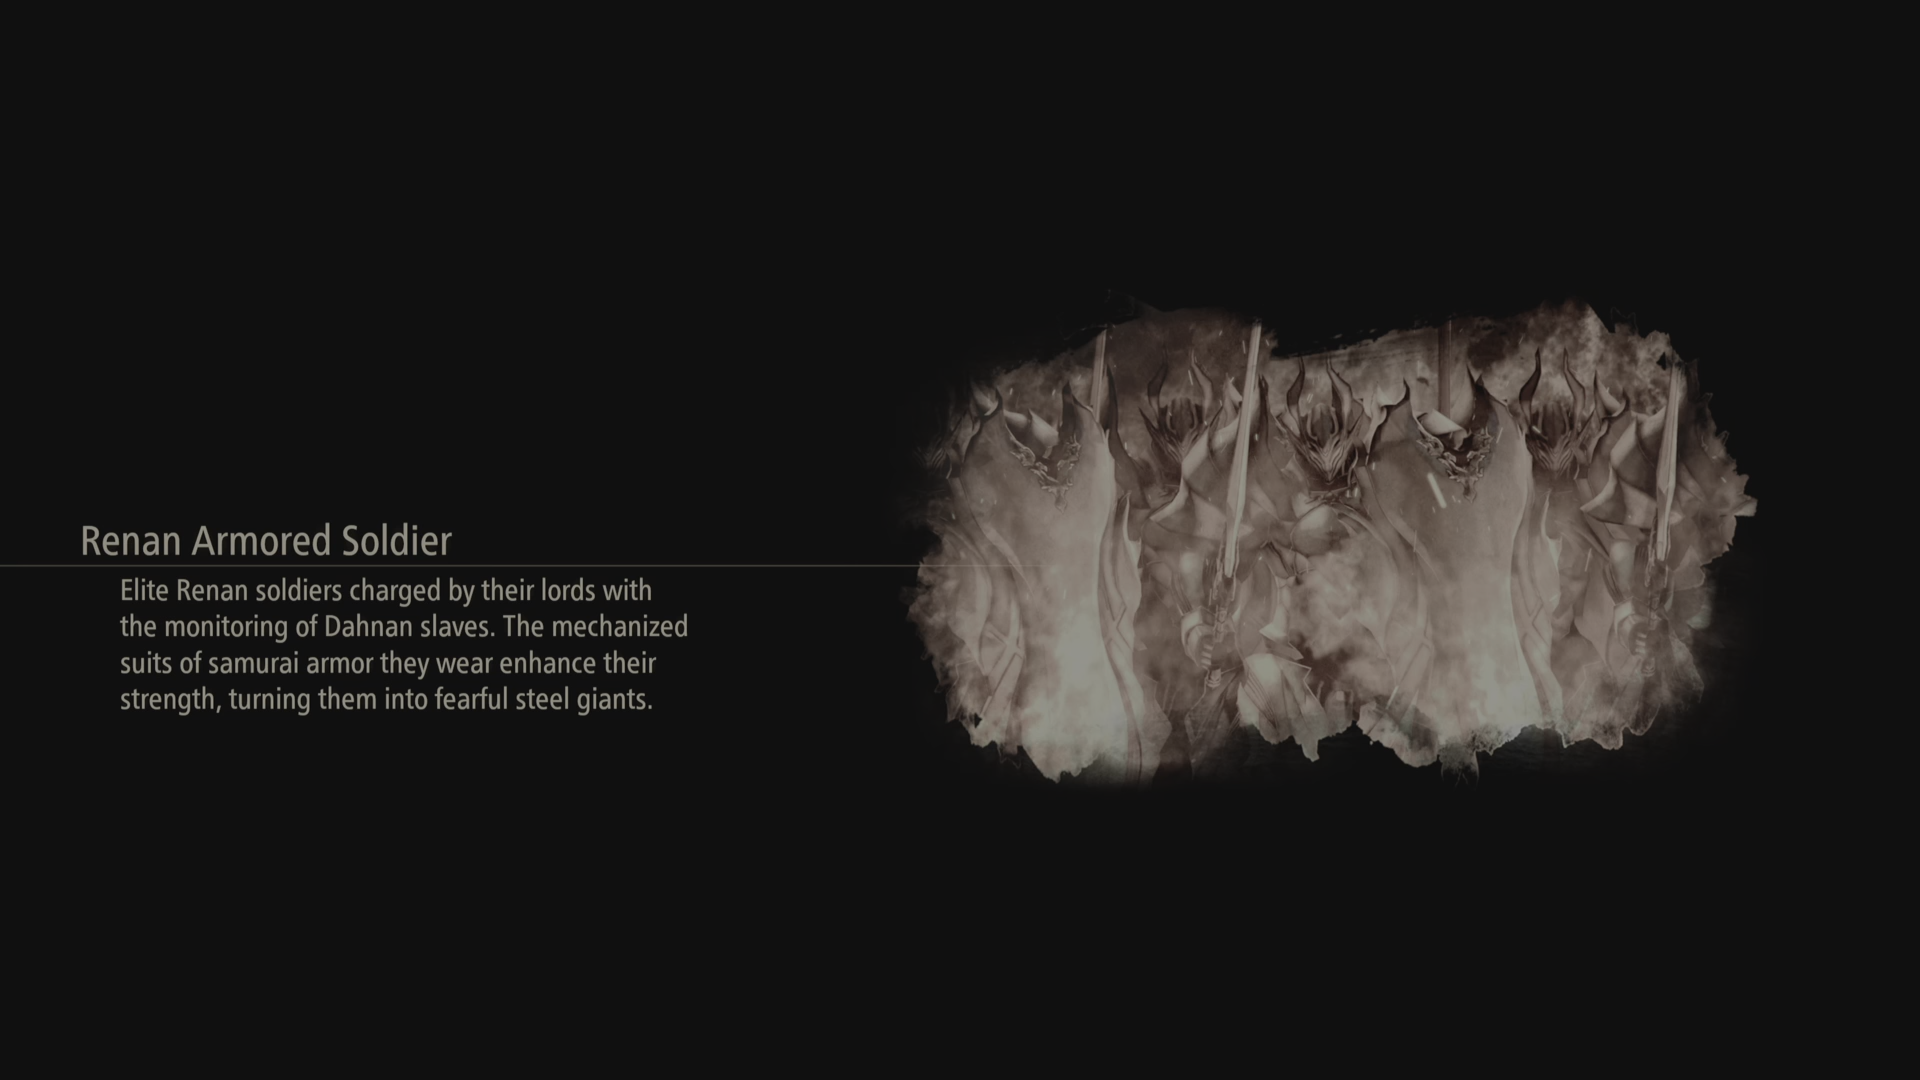 Renan Armored Soldier
Elite Renan soldiers charged by their lords with
the monitoring of Dahnan slaves. The mechanized
suits of samurai armor they wear enhance their
strength, turning them into fearful steel giants.